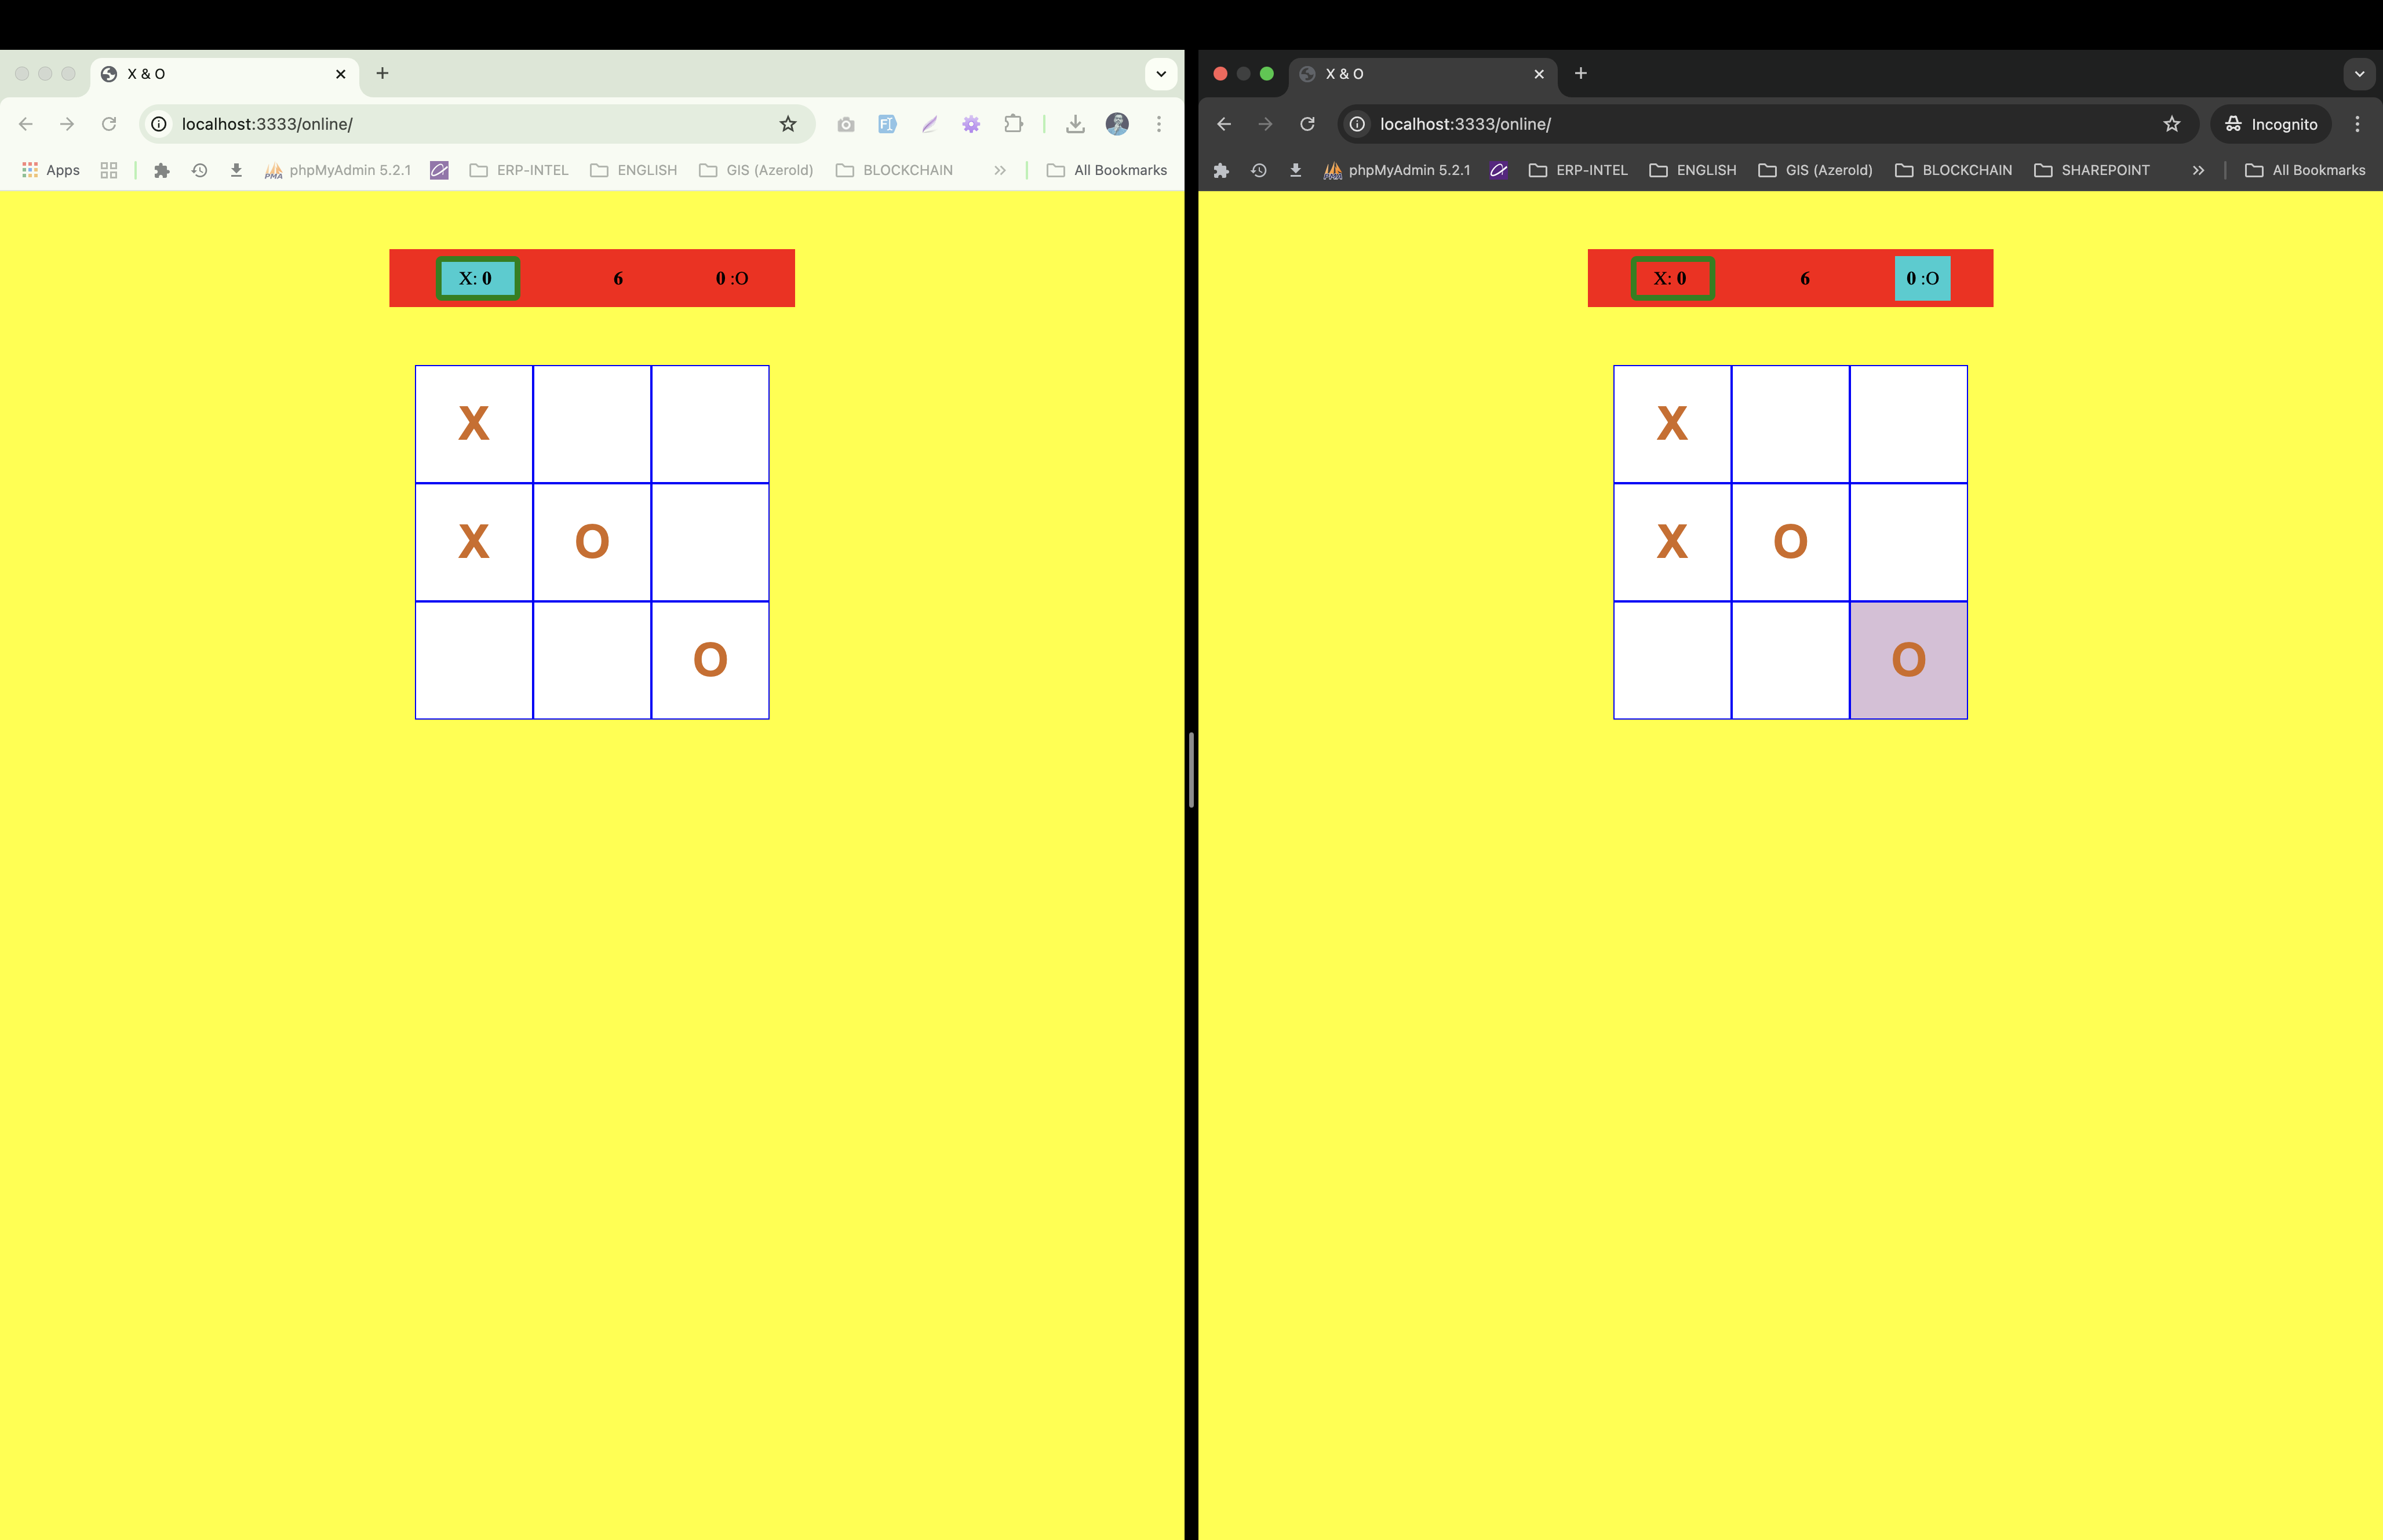 X & O
localhost:3333/online/
Apps phpMyAdmin 5.2.1 ERP-INTEL ENGLISH GIS (Azerold) BLOCKCHAIN All Bookmarks
X: 0 6 0 :O
X
X O
O
X & O
localhost:3333/online/ Incognito
phpMyAdmin 5.2.1 ERP-INTEL ENGLISH GIS (Azerold) BLOCKCHAIN SHAREPOINT All Bookmarks
X: 0 6 0 :O
X
X O
O